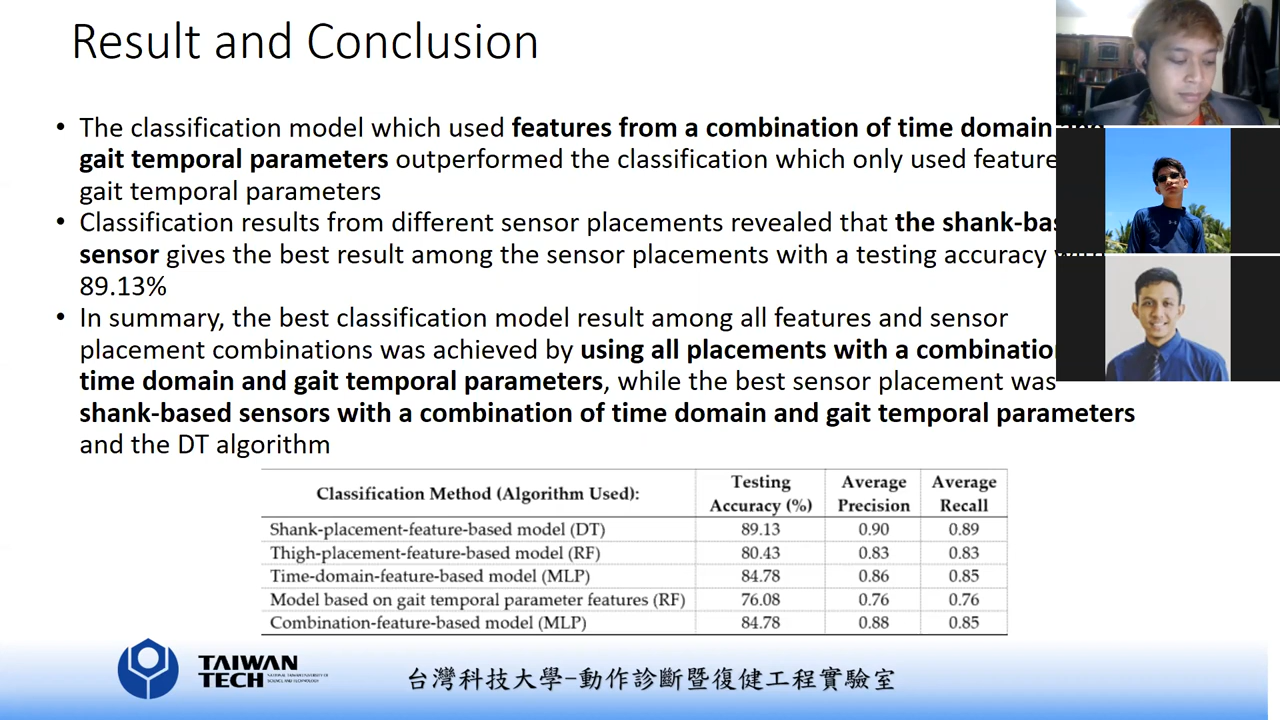 Result and Conclusion
• The classification model which used features from a combination of time domain
gait temporal parameters outperformed the classification which only used feature
gait temporal parameters
• Classification results from different sensor placements revealed that the shank-ba
sensor gives the best result among the sensor placements with a testing accuracy
89.13%
• In summary, the best classification model result among all features and sensor
placement combinations was achieved by using all placements with a combination
time domain and gait temporal parameters, while the best sensor placement was
shank-based sensors with a combination of time domain and gait temporal parameters
and the DT algorithm
Classification Method (Algorithm Used): Testing Accuracy (%) Average Precision Average Recall
Shank-placement-feature-based model (DT) 89.13 0.90 0.89
Thigh-placement-feature-based model (RF) 80.43 0.83 0.83
Time-domain-feature-based model (MLP) 84.78 0.86 0.85
Model based on gait temporal parameter features (RF) 76.08 0.76 0.76
Combination-feature-based model (MLP) 84.78 0.88 0.85
TAIWAN
TECH
台灣科技大學-動作診斷暨復健工程實驗室